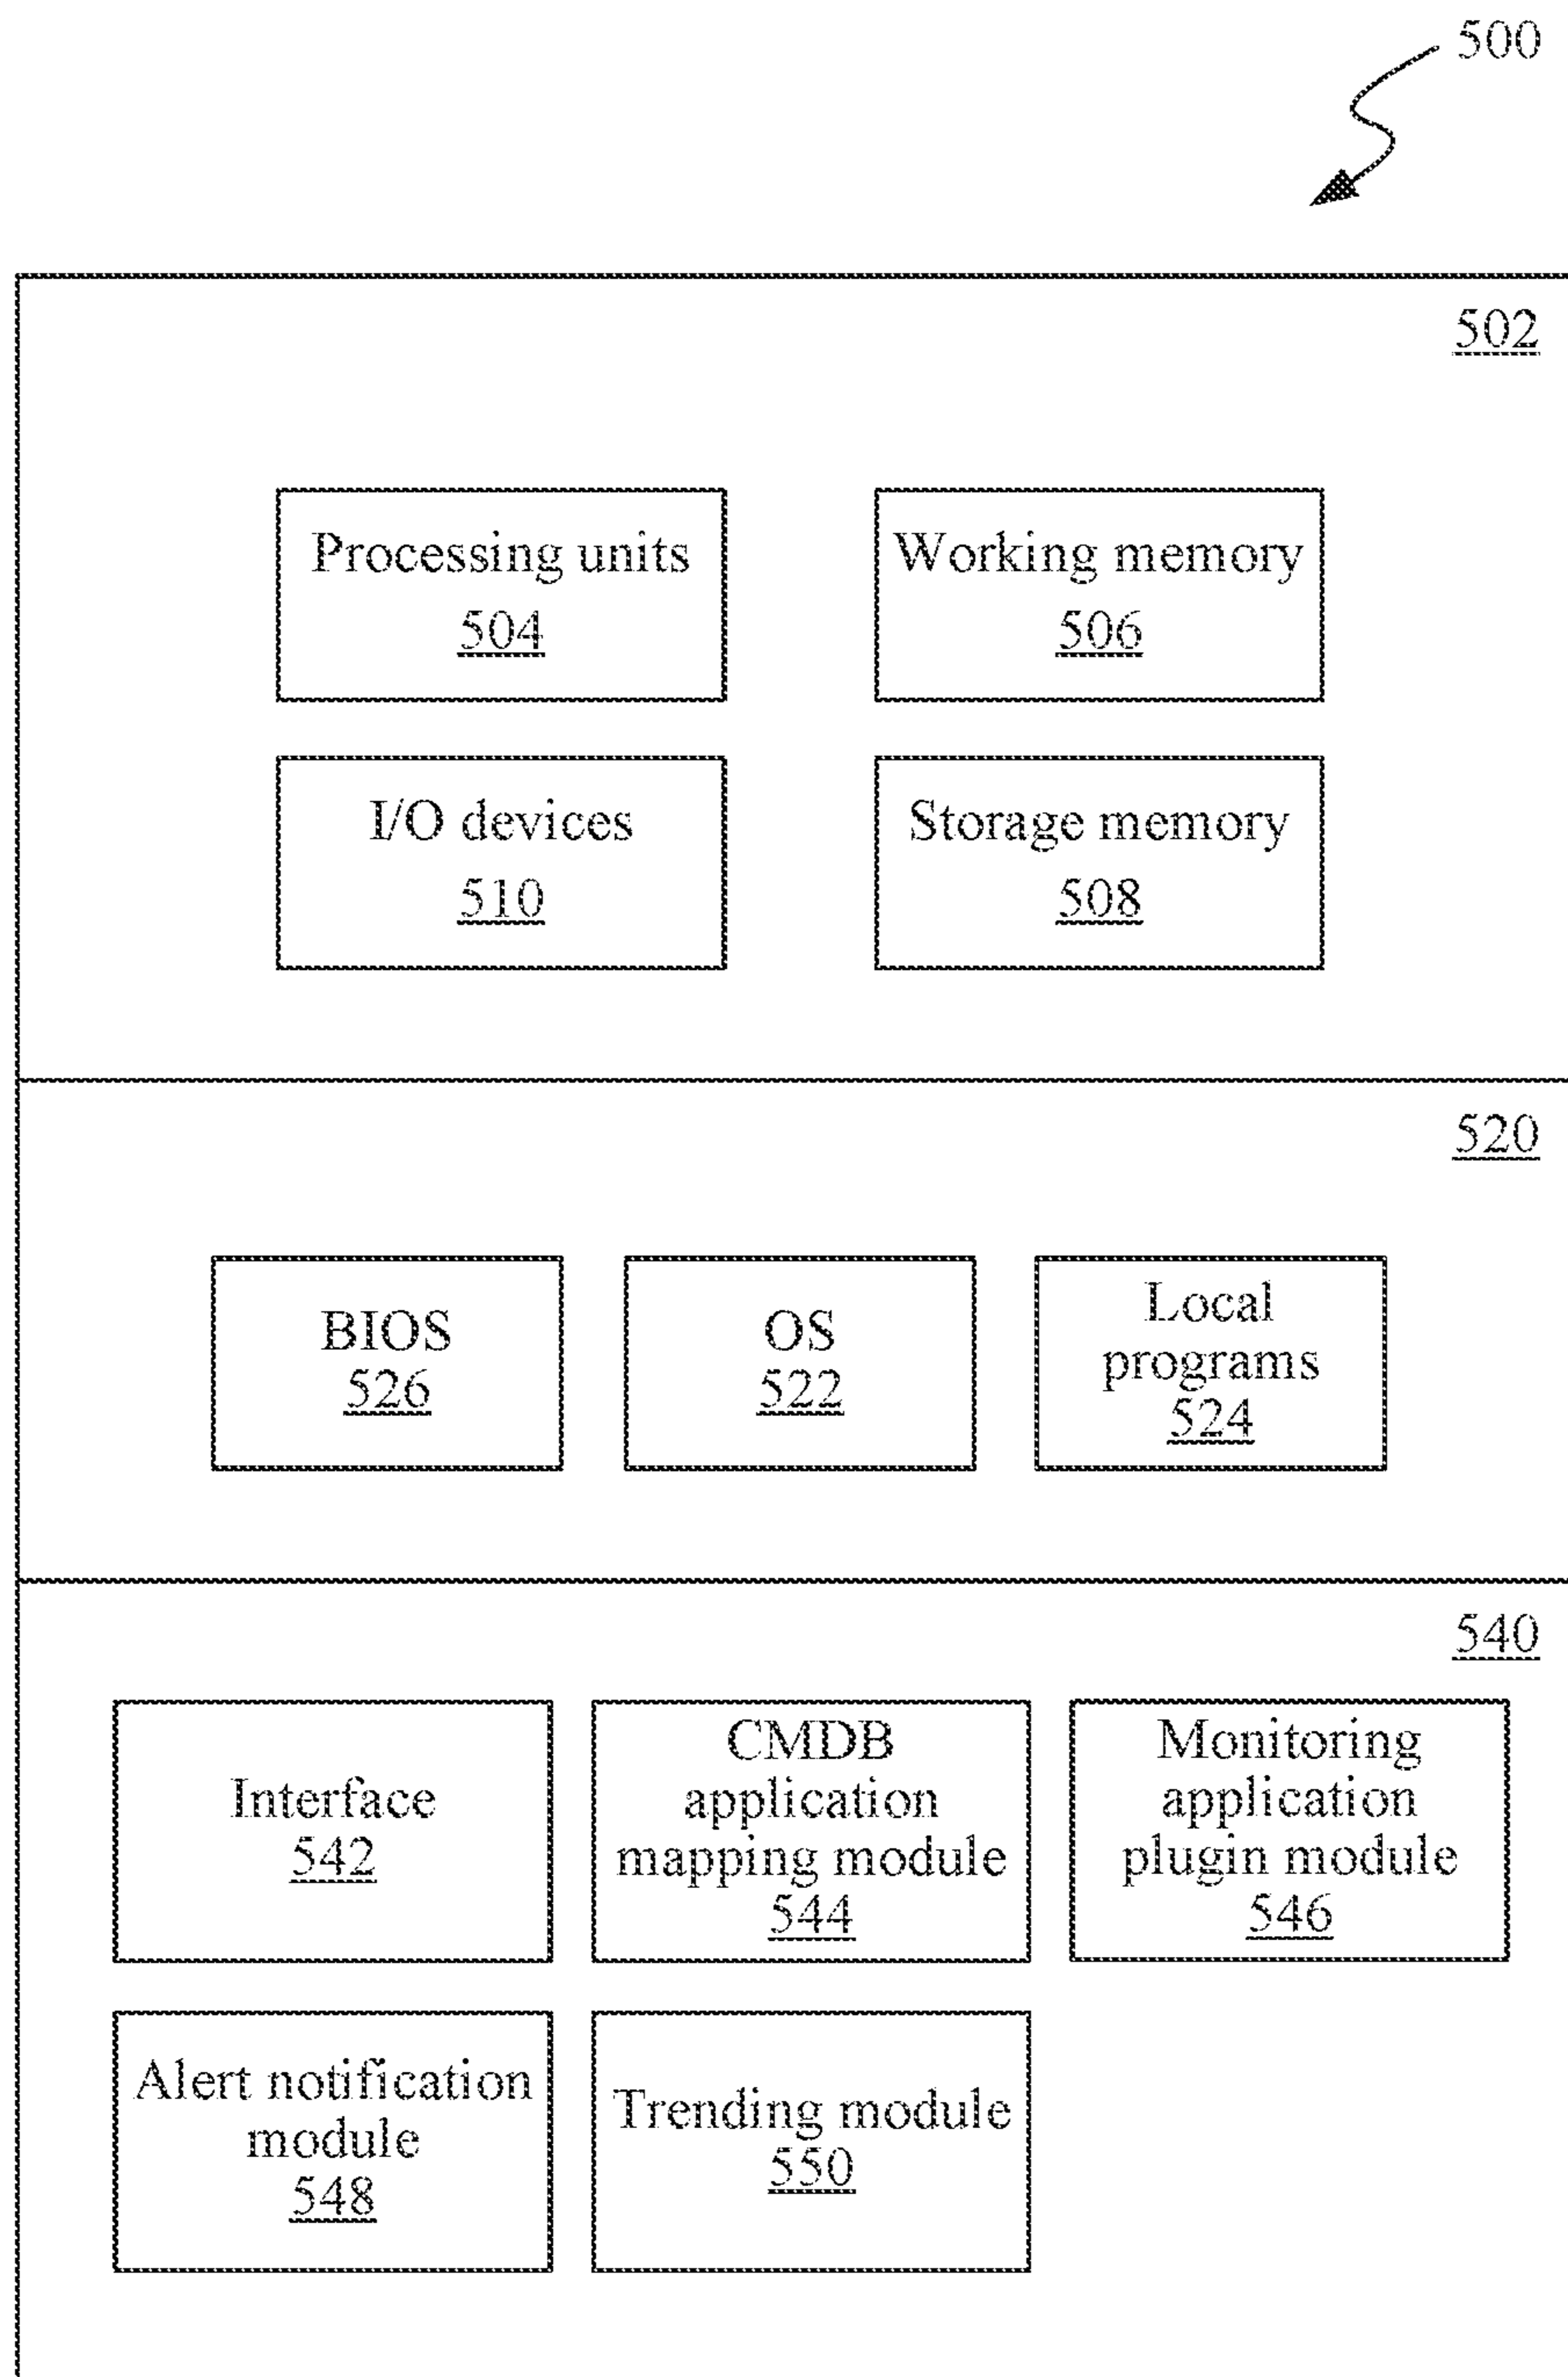 500
502
Processing units
504
Working memory
506
I/O devices
510
Storage memory
508
520
BIOS
526
OS
522
Local
programs
524
540
Interface
542
CMDB
application
mapping module
544
Monitoring
application
plugin module
546
Alert notification
module
548
Trending module
550